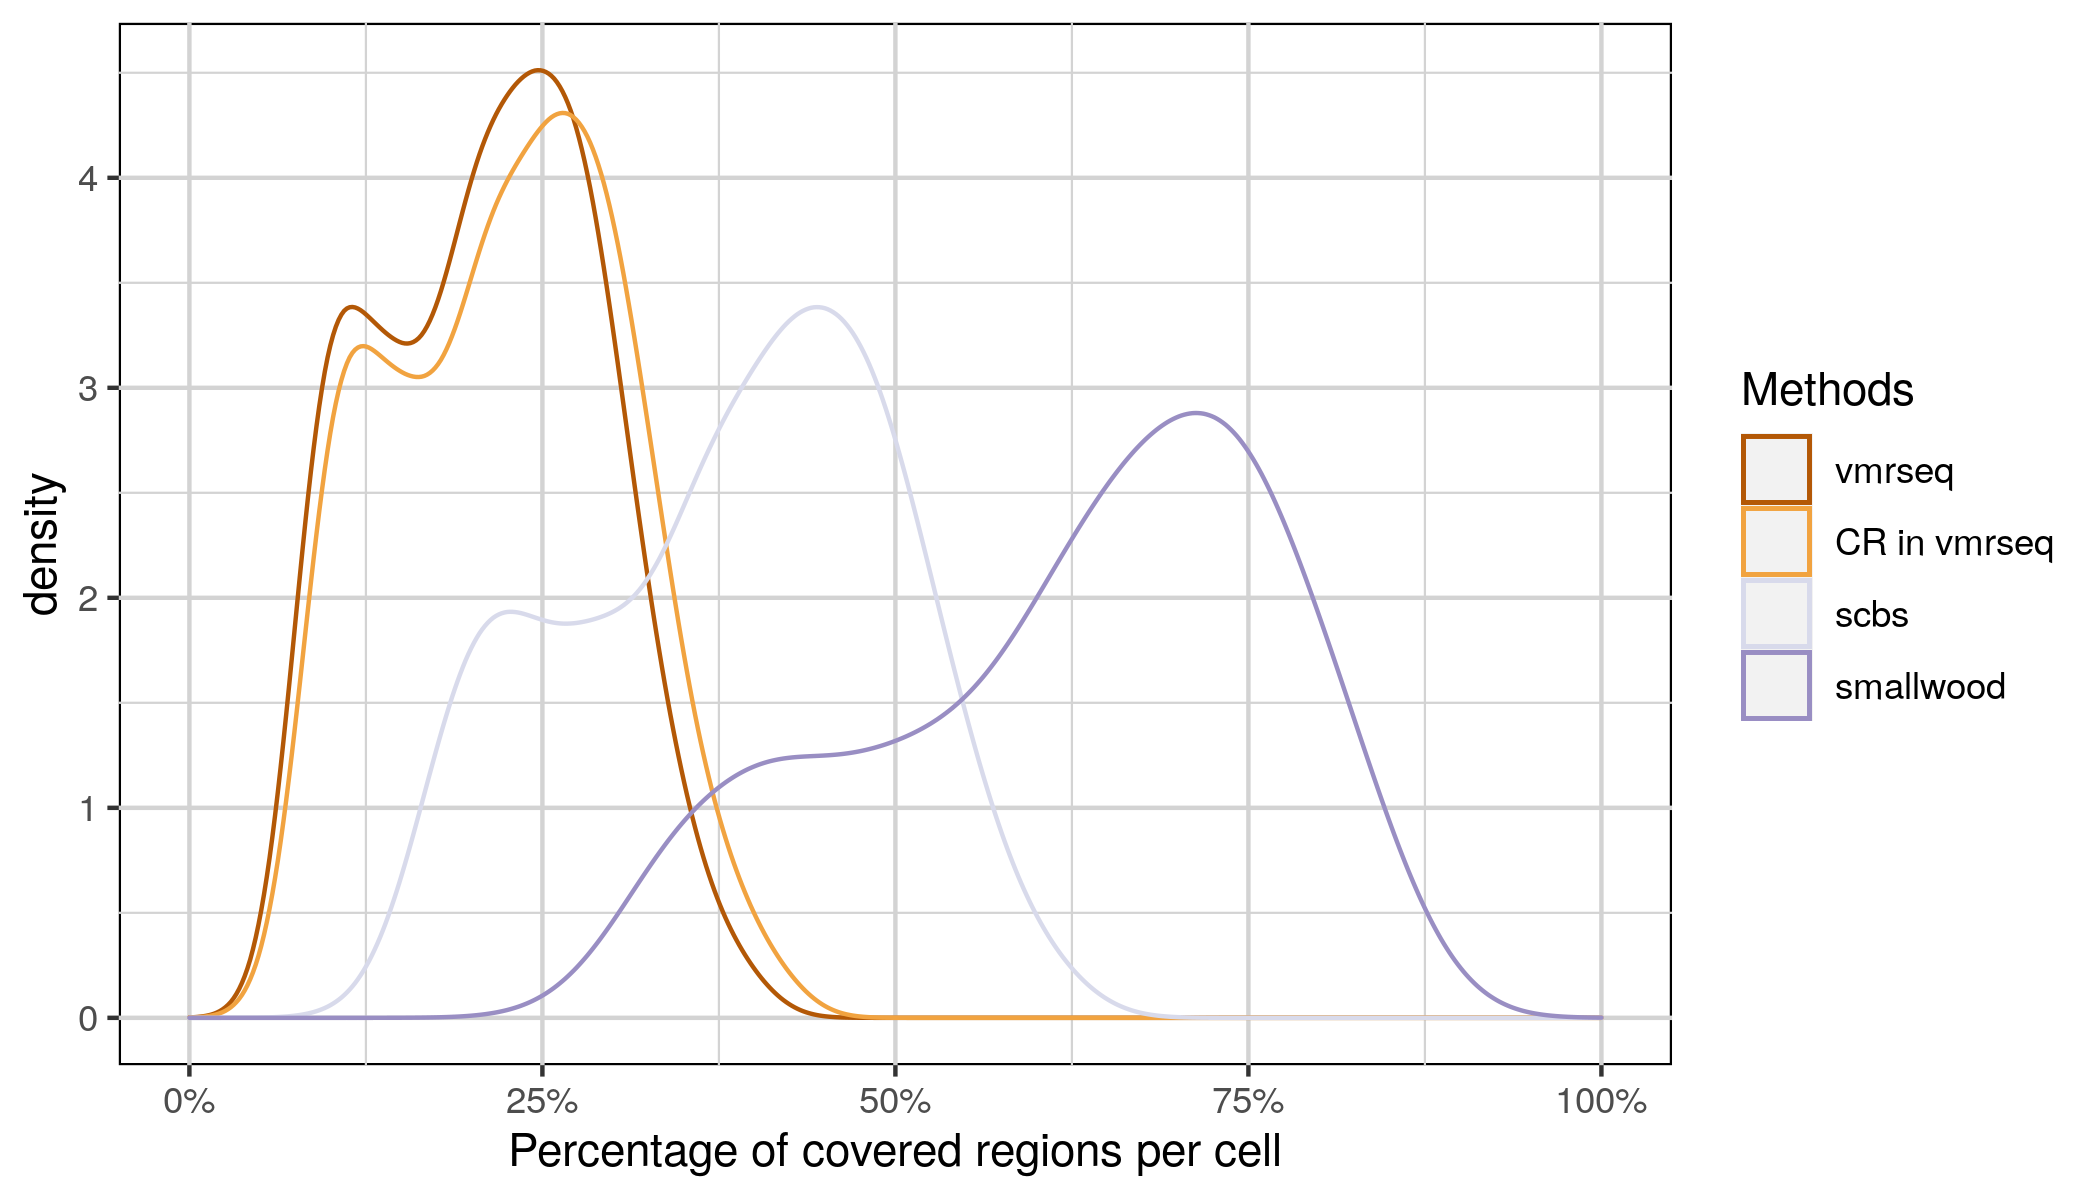 density
4
3
2
1
0
0%
25%
50%
75%
100%
Percentage of covered regions per cell
Methods
vmrseq
CR in vmrseq
scbs
smallwood